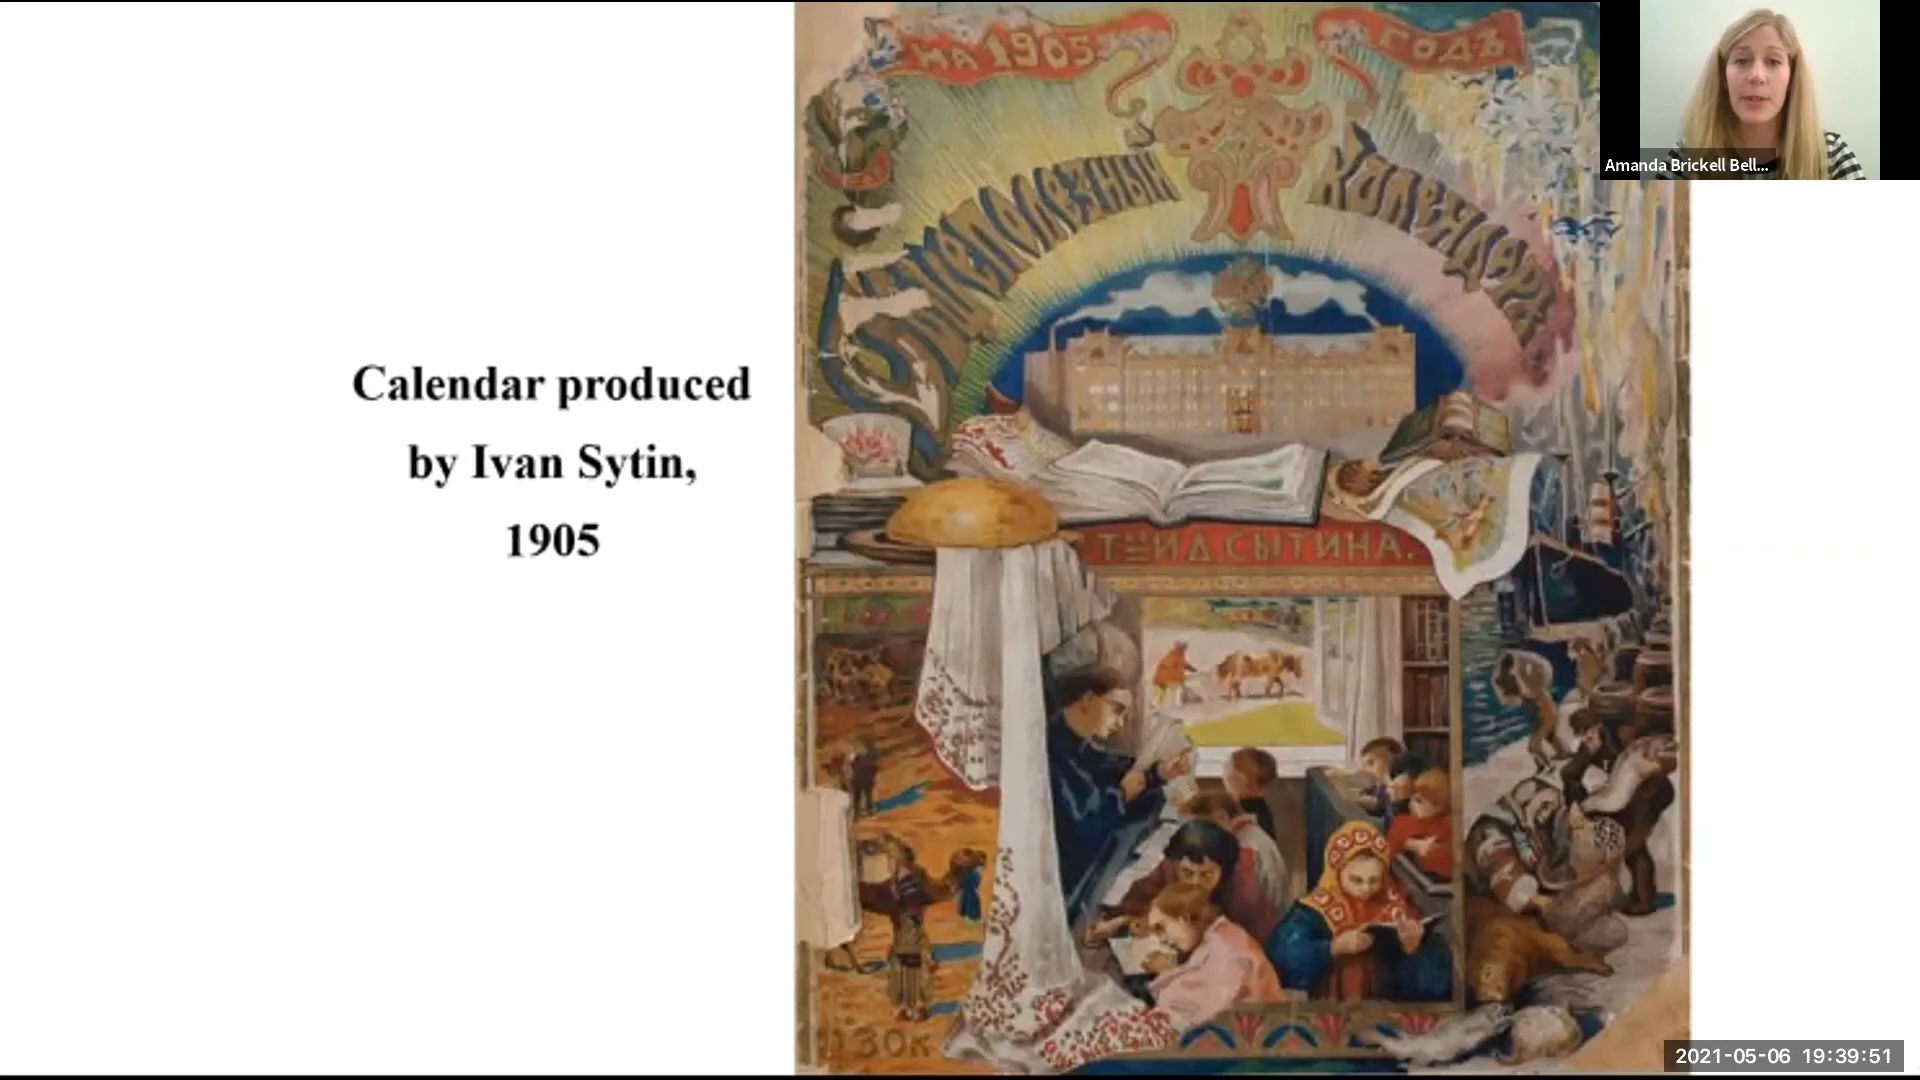 Calendar produced
by Ivan Sytin,
1905
на 1905
годъ
Общеполезный
Календарь
Т–ва И Д СЫТИНА.
Amanda Brickell Bell...
2021-05-06 19:39:51